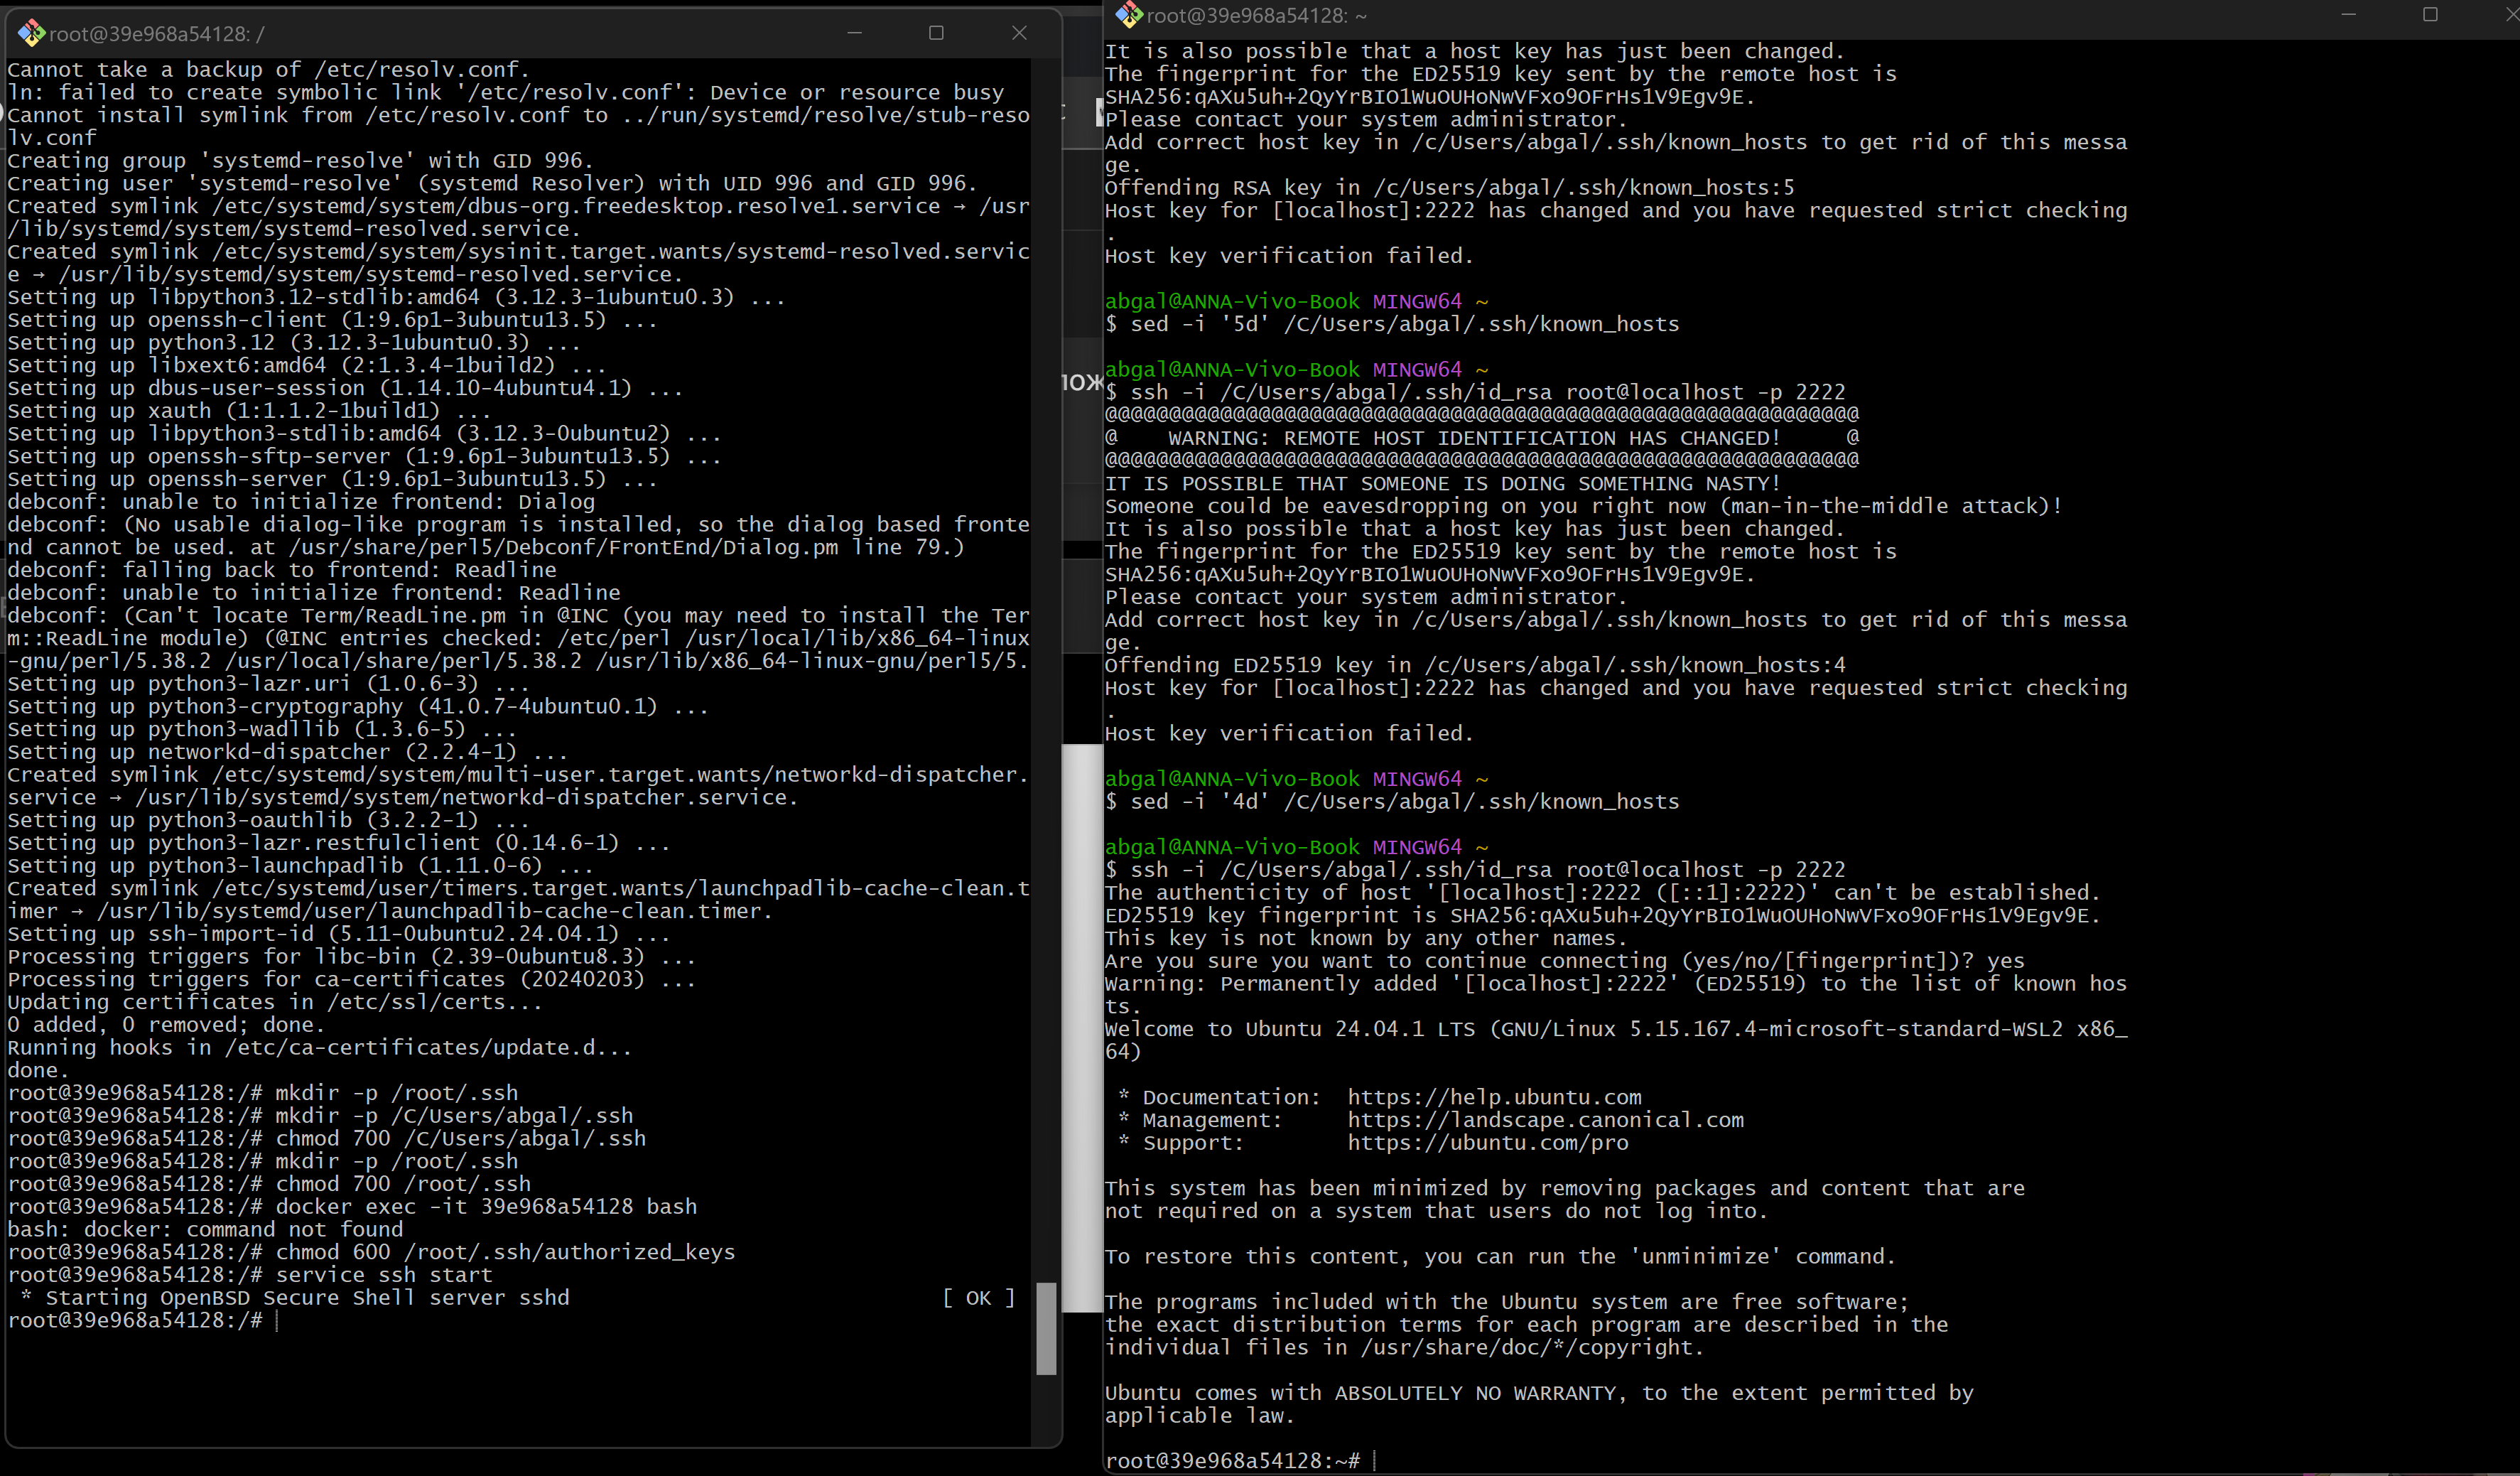 root@39e968a54128: /
Cannot take a backup of /etc/resolv.conf.
ln: failed to create symbolic link '/etc/resolv.conf': Device or resource busy
Cannot install symlink from /etc/resolv.conf to ../run/systemd/resolve/stub-reso
lv.conf
Creating group 'systemd-resolve' with GID 996.
Creating user 'systemd-resolve' (systemd Resolver) with UID 996 and GID 996.
Created symlink /etc/systemd/system/dbus-org.freedesktop.resolve1.service → /usr
/lib/systemd/system/systemd-resolved.service.
Created symlink /etc/systemd/system/sysinit.target.wants/systemd-resolved.servic
e → /usr/lib/systemd/system/systemd-resolved.service.
Setting up libpython3.12-stdlib:amd64 (3.12.3-1ubuntu0.3) ...
Setting up openssh-client (1:9.6p1-3ubuntu13.5) ...
Setting up python3.12 (3.12.3-1ubuntu0.3) ...
Setting up libxext6:amd64 (2:1.3.4-1build2) ...
Setting up dbus-user-session (1.14.10-4ubuntu4.1) ...
Setting up xauth (1:1.1.2-1build1) ...
Setting up libpython3-stdlib:amd64 (3.12.3-0ubuntu2) ...
Setting up openssh-sftp-server (1:9.6p1-3ubuntu13.5) ...
Setting up openssh-server (1:9.6p1-3ubuntu13.5) ...
debconf: unable to initialize frontend: Dialog
debconf: (No usable dialog-like program is installed, so the dialog based fronte
nd cannot be used. at /usr/share/perl5/Debconf/FrontEnd/Dialog.pm line 79.)
debconf: falling back to frontend: Readline
debconf: unable to initialize frontend: Readline
debconf: (Can't locate Term/ReadLine.pm in @INC (you may need to install the Ter
m::ReadLine module) (@INC entries checked: /etc/perl /usr/local/lib/x86_64-linux
-gnu/perl/5.38.2 /usr/local/share/perl/5.38.2 /usr/lib/x86_64-linux-gnu/perl5/5.
Setting up python3-lazr.uri (1.0.6-3) ...
Setting up python3-cryptography (41.0.7-4ubuntu0.1) ...
Setting up python3-wadllib (1.3.6-5) ...
Setting up networkd-dispatcher (2.2.4-1) ...
Created symlink /etc/systemd/system/multi-user.target.wants/networkd-dispatcher.
service → /usr/lib/systemd/system/networkd-dispatcher.service.
Setting up python3-oauthlib (3.2.2-1) ...
Setting up python3-lazr.restfulclient (0.14.6-1) ...
Setting up python3-launchpadlib (1.11.0-6) ...
Created symlink /etc/systemd/user/timers.target.wants/launchpadlib-cache-clean.t
imer → /usr/lib/systemd/user/launchpadlib-cache-clean.timer.
Setting up ssh-import-id (5.11-0ubuntu2.24.04.1) ...
Processing triggers for libc-bin (2.39-0ubuntu8.3) ...
Processing triggers for ca-certificates (20240203) ...
Updating certificates in /etc/ssl/certs...
0 added, 0 removed; done.
Running hooks in /etc/ca-certificates/update.d...
done.
root@39e968a54128:/# mkdir -p /root/.ssh
root@39e968a54128:/# mkdir -p /C/Users/abgal/.ssh
root@39e968a54128:/# chmod 700 /C/Users/abgal/.ssh
root@39e968a54128:/# mkdir -p /root/.ssh
root@39e968a54128:/# chmod 700 /root/.ssh
root@39e968a54128:/# docker exec -it 39e968a54128 bash
bash: docker: command not found
root@39e968a54128:/# chmod 600 /root/.ssh/authorized_keys
root@39e968a54128:/# service ssh start
 * Starting OpenBSD Secure Shell server sshd [ OK ]
root@39e968a54128:/#
лож
root@39e968a54128: ~
It is also possible that a host key has just been changed.
The fingerprint for the ED25519 key sent by the remote host is
SHA256:qAXu5uh+2QyYrBIO1WuOUHoNwVFxo9OFrHs1V9Egv9E.
Please contact your system administrator.
Add correct host key in /c/Users/abgal/.ssh/known_hosts to get rid of this messa
ge.
Offending RSA key in /c/Users/abgal/.ssh/known_hosts:5
Host key for [localhost]:2222 has changed and you have requested strict checking
.
Host key verification failed.
abgal@ANNA-Vivo-Book MINGW64 ~
$ sed -i '5d' /C/Users/abgal/.ssh/known_hosts
abgal@ANNA-Vivo-Book MINGW64 ~
$ ssh -i /C/Users/abgal/.ssh/id_rsa root@localhost -p 2222
@@@@@@@@@@@@@@@@@@@@@@@@@@@@@@@@@@@@@@@@@@@@@@@@@@@@@@@@@@@
@    WARNING: REMOTE HOST IDENTIFICATION HAS CHANGED!     @
@@@@@@@@@@@@@@@@@@@@@@@@@@@@@@@@@@@@@@@@@@@@@@@@@@@@@@@@@@@
IT IS POSSIBLE THAT SOMEONE IS DOING SOMETHING NASTY!
Someone could be eavesdropping on you right now (man-in-the-middle attack)!
It is also possible that a host key has just been changed.
The fingerprint for the ED25519 key sent by the remote host is
SHA256:qAXu5uh+2QyYrBIO1WuOUHoNwVFxo9OFrHs1V9Egv9E.
Please contact your system administrator.
Add correct host key in /c/Users/abgal/.ssh/known_hosts to get rid of this messa
ge.
Offending ED25519 key in /c/Users/abgal/.ssh/known_hosts:4
Host key for [localhost]:2222 has changed and you have requested strict checking
.
Host key verification failed.
abgal@ANNA-Vivo-Book MINGW64 ~
$ sed -i '4d' /C/Users/abgal/.ssh/known_hosts
abgal@ANNA-Vivo-Book MINGW64 ~
$ ssh -i /C/Users/abgal/.ssh/id_rsa root@localhost -p 2222
The authenticity of host '[localhost]:2222 ([::1]:2222)' can't be established.
ED25519 key fingerprint is SHA256:qAXu5uh+2QyYrBIO1WuOUHoNwVFxo9OFrHs1V9Egv9E.
This key is not known by any other names.
Are you sure you want to continue connecting (yes/no/[fingerprint])? yes
Warning: Permanently added '[localhost]:2222' (ED25519) to the list of known hos
ts.
Welcome to Ubuntu 24.04.1 LTS (GNU/Linux 5.15.167.4-microsoft-standard-WSL2 x86_
64)
 * Documentation:  https://help.ubuntu.com
 * Management:     https://landscape.canonical.com
 * Support:        https://ubuntu.com/pro
This system has been minimized by removing packages and content that are
not required on a system that users do not log into.
To restore this content, you can run the 'unminimize' command.
The programs included with the Ubuntu system are free software;
the exact distribution terms for each program are described in the
individual files in /usr/share/doc/*/copyright.
Ubuntu comes with ABSOLUTELY NO WARRANTY, to the extent permitted by
applicable law.
root@39e968a54128:~#